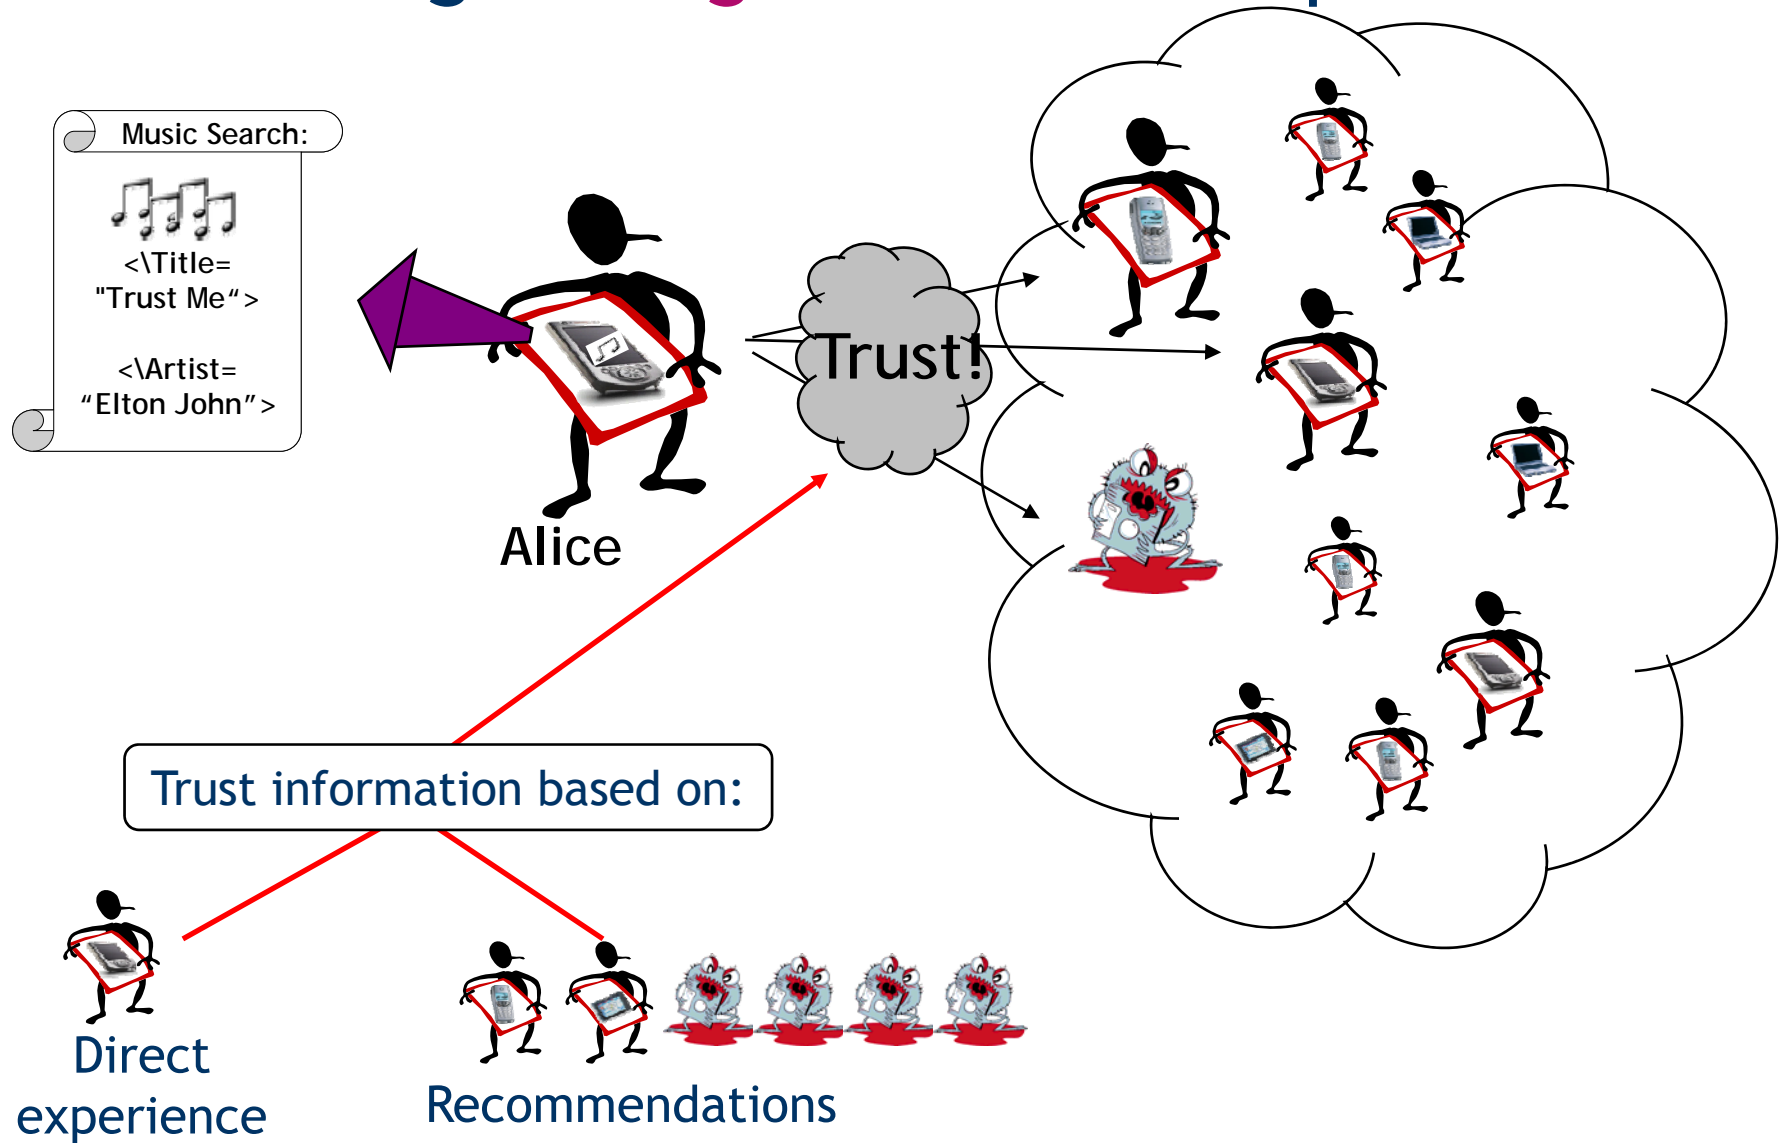 Music Search:
<\Title=
"Trust Me“>
<\Artist=
“Elton John”>
Trust!
Alice
Trust information based on:
Direct
experience
Recommendations